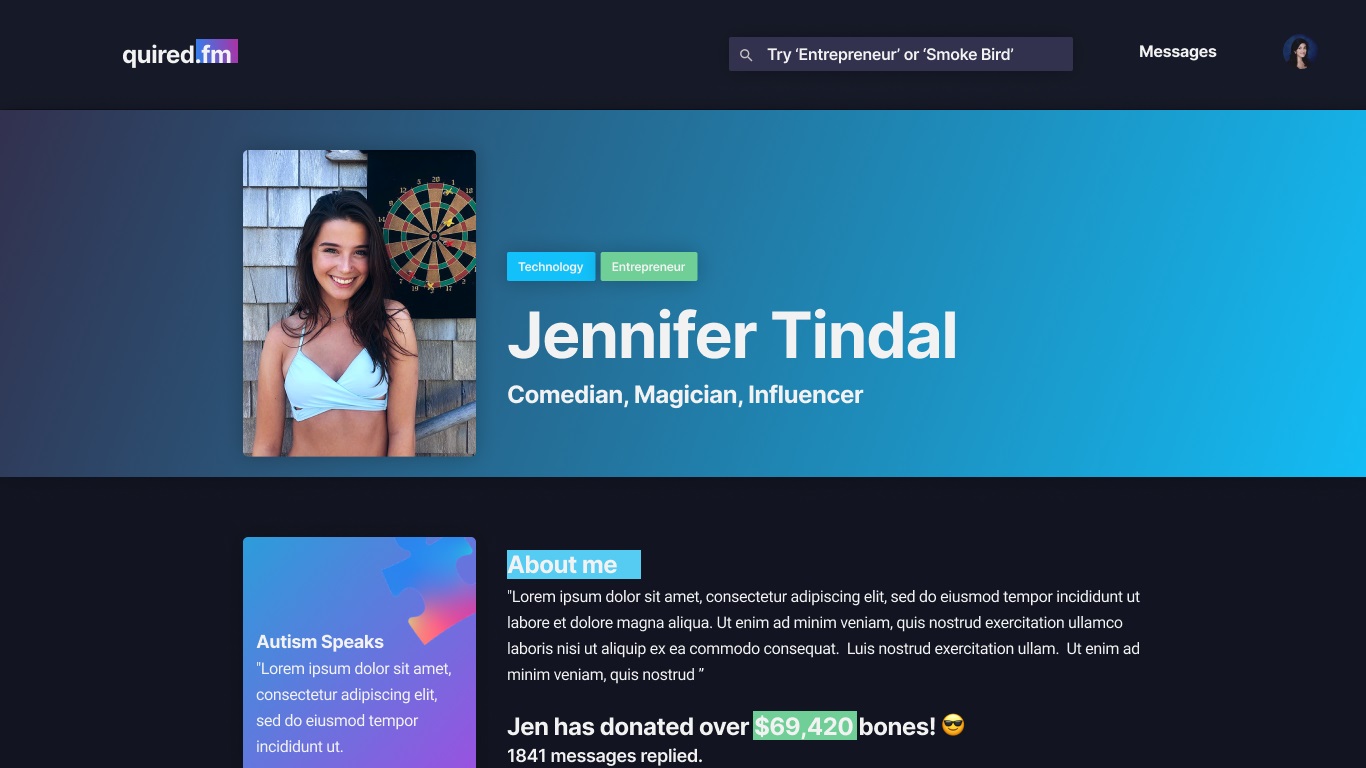 quired.fm
Try ‘Entrepreneur’ or ‘Smoke Bird’
Messages
Technology
Entrepreneur
Jennifer Tindal
Comedian, Magician, Influencer
Autism Speaks
"Lorem ipsum dolor sit amet,
consectetur adipiscing elit,
sed do eiusmod tempor
incididunt ut.
About me
"Lorem ipsum dolor sit amet, consectetur adipiscing elit, sed do eiusmod tempor incididunt ut
labore et dolore magna aliqua. Ut enim ad minim veniam, quis nostrud exercitation ullamco
laboris nisi ut aliquip ex ea commodo consequat.  Luis nostrud exercitation ullam.  Ut enim ad
minim veniam, quis nostrud ”
Jen has donated over $69,420 bones! 😎
1841 messages replied.